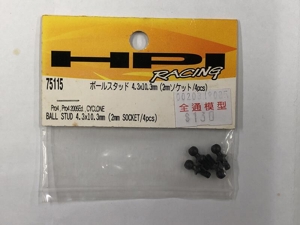 HPI
RACING
75115 ボールスタッド 4.3x10.3mm (2mmソケット/4pcs)
Pro4, Pro4 2005Ed., CYCLONE
BALL STUD 4.3x10.3mm (2mm SOCKET/4pcs)
全通模型
$130